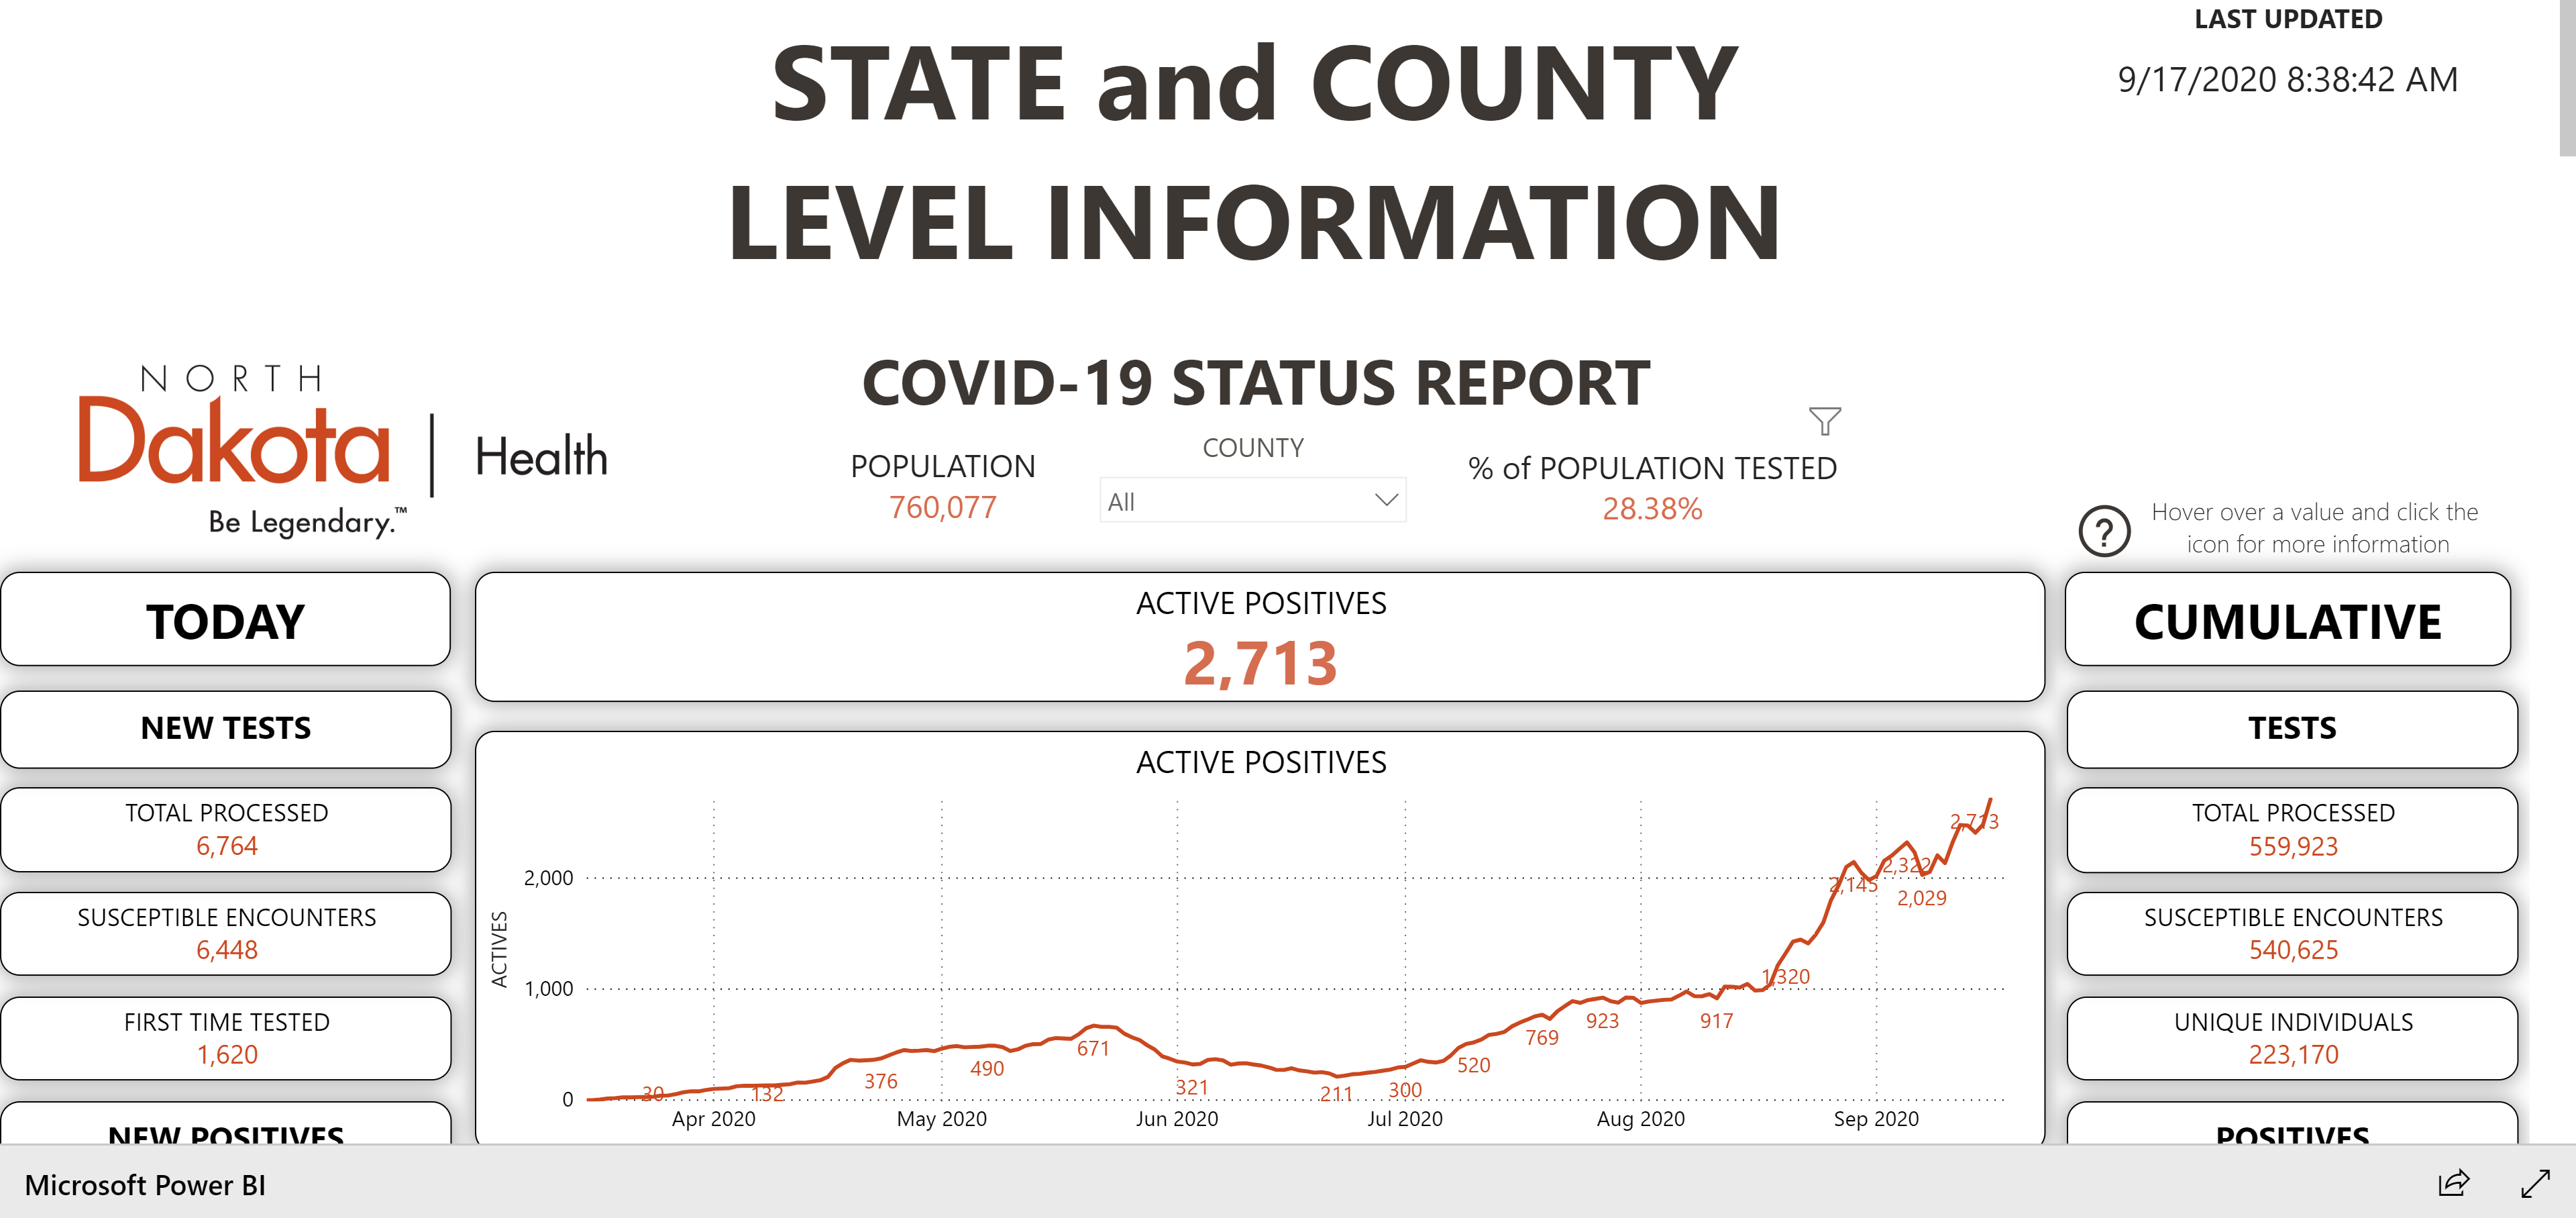 LAST UPDATED
9/17/2020 8:38:42 AM
STATE and COUNTY
LEVEL INFORMATION
NORTH
Dakota
Be Legendary.™
Health
COVID-19 STATUS REPORT
POPULATION
760,077
COUNTY
All
% of POPULATION TESTED
28.38%
? Hover over a value and click the
icon for more information
TODAY
NEW TESTS
TOTAL PROCESSED
6,764
SUSCEPTIBLE ENCOUNTERS
6,448
FIRST TIME TESTED
1,620
NEW POSITIVES
ACTIVE POSITIVES
2,713
ACTIVE POSITIVES
ACTIVES
2,000
1,000
0
30
132
376
490
671
321
211
300
520
769
923
917
1,320
2,145
2,322
2,029
2,713
Apr 2020
May 2020
Jun 2020
Jul 2020
Aug 2020
Sep 2020
CUMULATIVE
TESTS
TOTAL PROCESSED
559,923
SUSCEPTIBLE ENCOUNTERS
540,625
UNIQUE INDIVIDUALS
223,170
POSITIVES
Microsoft Power BI